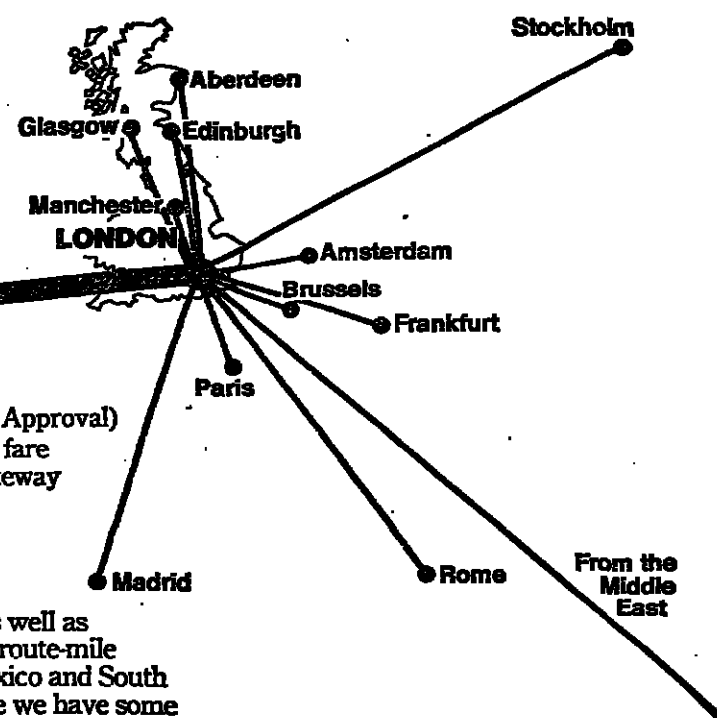 Stockholm
Aberdeen
Glasgow
Edinburgh
Manchester
LONDON
Amsterdam
Brussels
Frankfurt
Paris
Approval)
fare
Madrid
Rome
From the
Middle
East
well as
route-mile
and South
we have some